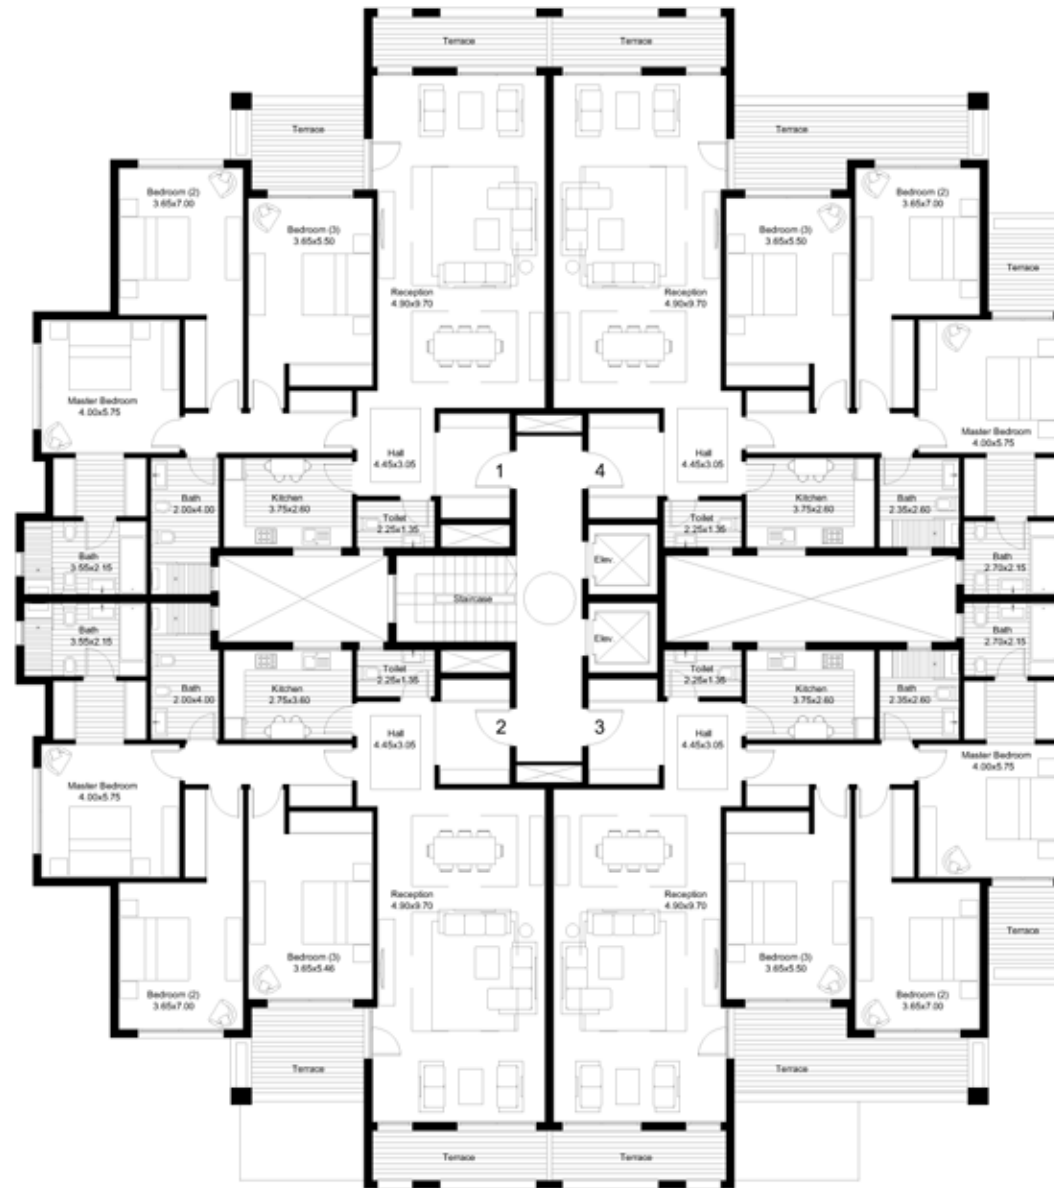 Terrace
Terrace
Terrace
Terrace
Bedroom (2)
3.65x7.00
Bedroom (3)
3.65x5.50
Bedroom (3)
3.65x5.50
Bedroom (2)
3.65x7.00
Terrace
Reception
4.90x9.70
Reception
4.90x9.70
Master Bedroom
4.00x5.75
Master Bedroom
4.00x5.75
Hall
4.45x3.05
1
4
Hall
4.45x3.05
Bath
2.00x4.00
Kitchen
3.75x2.60
Kitchen
3.75x2.60
Bath
2.35x2.60
Toilet
2.25x1.35
Toilet
2.25x1.35
Bath
3.55x2.15
Elev.
Bath
2.70x2.15
Staircase
Bath
3.55x2.15
Elev.
Bath
2.70x2.15
Toilet
2.25x1.35
Toilet
2.25x1.35
Bath
2.00x4.00
Kitchen
2.75x3.60
Kitchen
3.75x2.60
Bath
2.35x2.60
Hall
4.45x3.05
2
3
Hall
4.45x3.05
Master Bedroom
4.00x5.75
Master Bedroom
4.00x5.75
Reception
4.90x9.70
Reception
4.90x9.70
Terrace
Bedroom (3)
3.65x5.46
Bedroom (3)
3.65x5.50
Bedroom (2)
3.65x7.00
Bedroom (2)
3.65x7.00
Terrace
Terrace
Terrace
Terrace